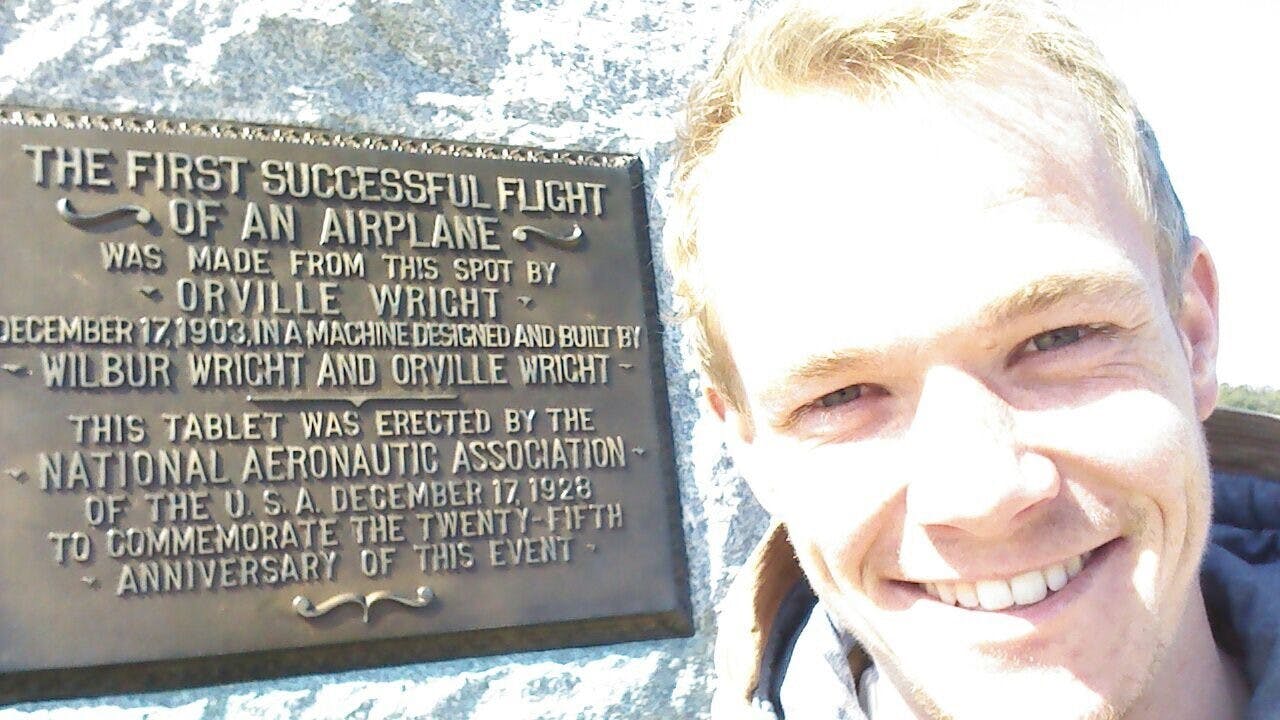 THE FIRST SUCCESSFUL FLIGHT
OF AN AIRPLANE
WAS MADE FROM THIS SPOT BY
ORVILLE WRIGHT
DECEMBER 17, 1903, IN A MACHINE DESIGNED AND BUILT BY
WILBUR WRIGHT AND ORVILLE WRIGHT
THIS TABLET WAS ERECTED BY THE
NATIONAL AERONAUTIC ASSOCIATION
OF THE U. S. A. DECEMBER 17, 1928
TO COMMEMORATE THE TWENTY-FIFTH
ANNIVERSARY OF THIS EVENT